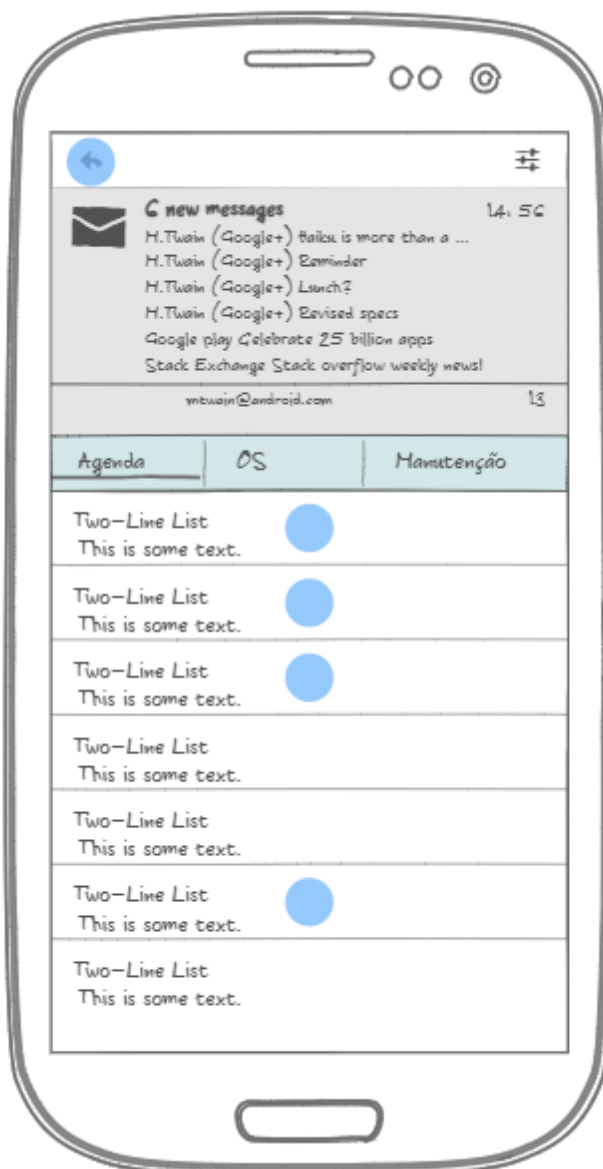 6 new messages 14:56
H.Twain (Google+) Haiku is more than a ...
H.Twain (Google+) Reminder
H.Twain (Google+) Lunch?
H.Twain (Google+) Revised specs
Google play Celebrate 25 billion apps
Stack Exchange Stack overflow weekly news!
mtwain@android.com 13
Agenda OS Manutenção
Two-Line List
This is some text.
Two-Line List
This is some text.
Two-Line List
This is some text.
Two-Line List
This is some text.
Two-Line List
This is some text.
Two-Line List
This is some text.
Two-Line List
This is some text.